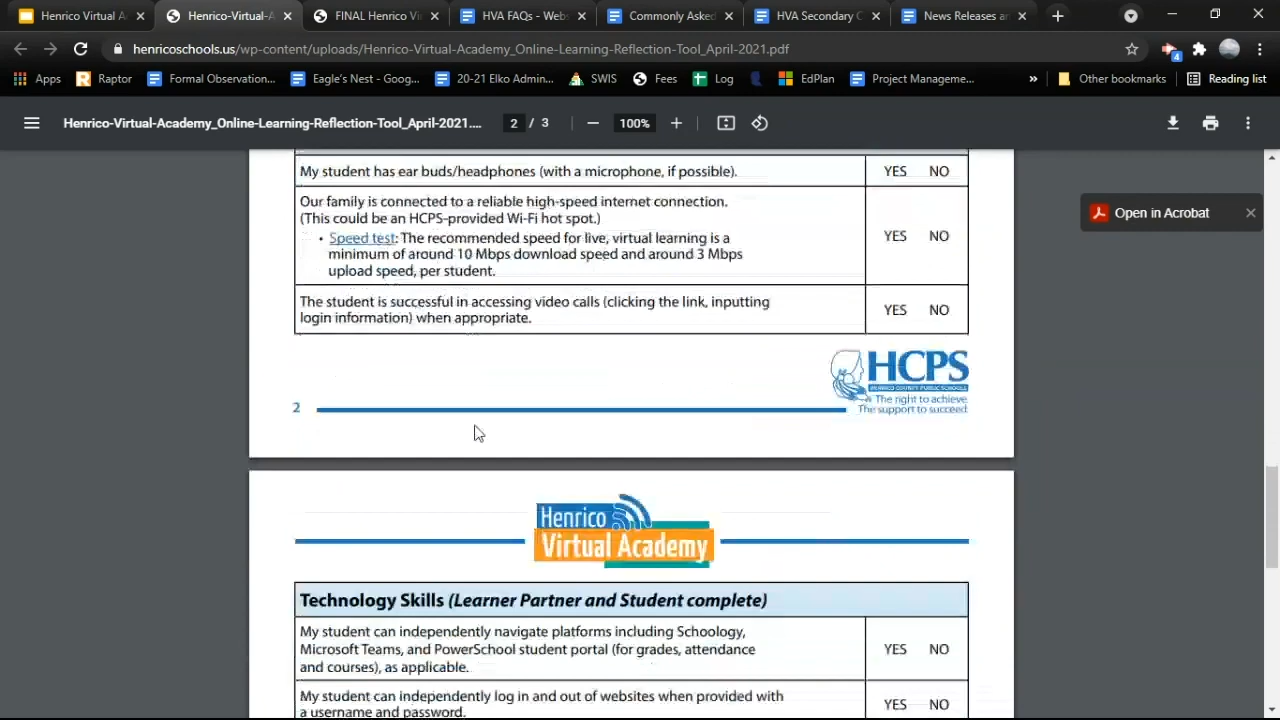 Henrico Virtual A
Henrico-Virtual-A
FINAL Henrico Vi
HVA FAQs - Web
Commonly Asked
HVA Secondary C
News Releases a
henricoschools.us/wp-content/uploads/Henrico-Virtual-Academy_Online-Learning-Reflection-Tool_April-2021.pdf
4
Apps
Raptor
Formal Observation...
Eagle's Nest - Goog...
20-21 Elko Admin...
SWIS
Fees
Log
EdPlan
Project Manageme...
»
Other bookmarks
Reading list
Henrico-Virtual-Academy_Online-Learning-Reflection-Tool_April-2021....
2 / 3
100%
Open in Acrobat
My student has ear buds/headphones (with a microphone, if possible). YES NO
Our family is connected to a reliable high-speed internet connection.
(This could be an HCPS-provided Wi-Fi hot spot.)
• Speed test: The recommended speed for live, virtual learning is a
minimum of around 10 Mbps download speed and around 3 Mbps
upload speed, per student.
YES NO
The student is successful in accessing video calls (clicking the link, inputting
login information) when appropriate.
YES NO
HCPS
HENRICO COUNTY PUBLIC SCHOOLS
The right to achieve.
The support to succeed.
2
Henrico
Virtual Academy
Technology Skills (Learner Partner and Student complete)
My student can independently navigate platforms including Schoology,
Microsoft Teams, and PowerSchool student portal (for grades, attendance
and courses), as applicable.
YES NO
My student can independently log in and out of websites when provided with
a username and password.
YES NO